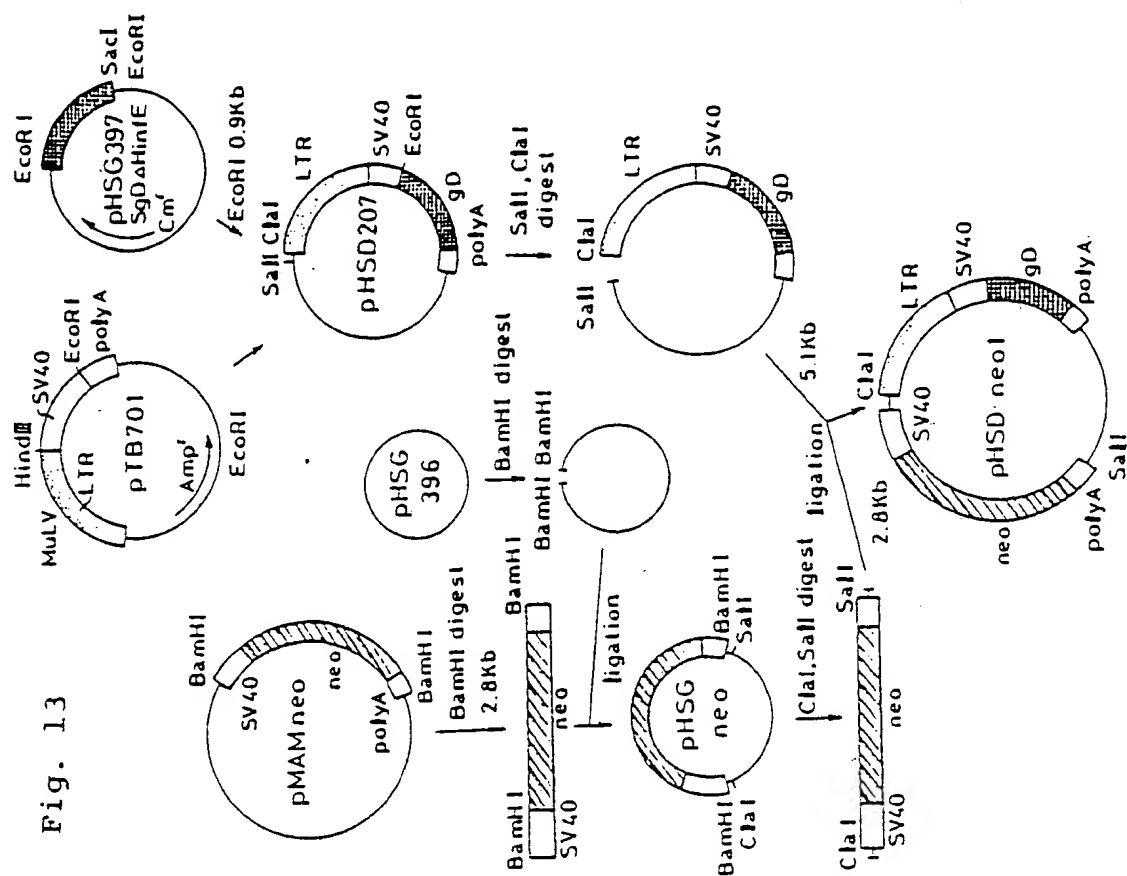 Fig. 13
pMAMneo
BamHI
SV40
neo
polyA
BamHI
BamHI digest
2.8Kb
BamHI
SV40
neo
BamHI
ligation
pHSG
neo
BamHI
ClaI
BamHI
SalI
ClaI.SalI digest
ClaI
SV40
neo
SalI
pHSG
396
BamHI digest
BamHI BamHI
HindIII
MuLV
LTR
SV40
EcoRI
polyA
pTB701
Ampʳ
EcoRI
EcoRI
pHSG397
SgDΔHinfE
Cmʳ
SacI
EcoRI
EcoRI 0.9Kb
SalI ClaI
LTR
SV40
EcoRI
pHSD207
gD
polyA
SalI,ClaI
digest
SalI
ClaI
LTR
SV40
gD
5.1Kb
ligation
2.8Kb
ClaI
SV40
LTR
SV40
gD
polyA
pHSD·neoI
neo
polyA
SalI